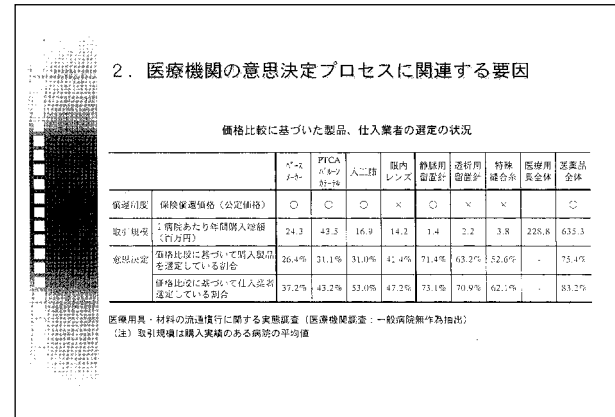 2. 医療機関の意思決定プロセスに関連する要因
価格比較に基づいた製品、仕入業者の選定の状況
ペースメーカー PTCAバルーンカテーテル 人工肺 眼内レンズ 静脈用留置針 透析用留置針 特殊縫合糸 医療用具全体 医薬品全体
償還制度 保険償還価格（公定価格） ○ ○ ○ × ○ × × ○
取引規模 1病院あたり年間購入総額（百万円） 24.3 43.5 16.9 14.2 1.4 2.2 3.8 228.8 635.3
意思決定 価格比較に基づいて購入製品を選定している割合 26.4% 31.1% 31.0% 41.4% 71.4% 63.2% 52.6% - 75.4%
価格比較に基づいて仕入業者選定している割合 37.2% 43.2% 53.0% 47.2% 73.1% 70.9% 62.1% - 83.2%
医療用具・材料の流通慣行に関する実態調査（医療機関調査：一般病院無作為抽出）
（注）取引規模は購入実績のある病院の平均値